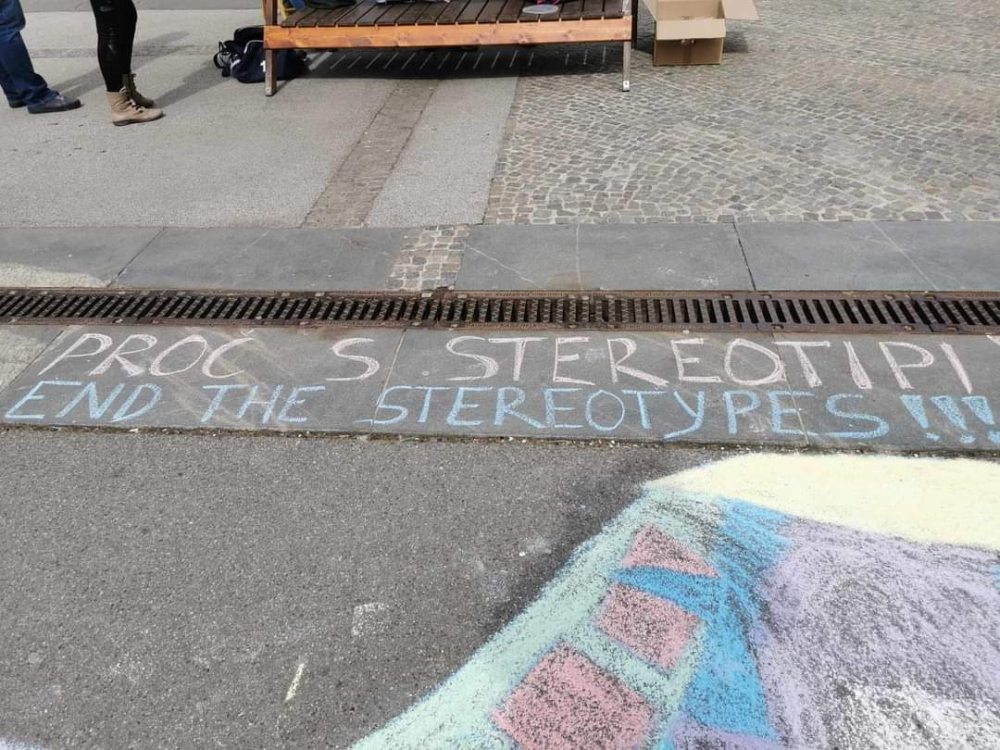 PROČ S STEREOTIPI
END THE STEREOTYPES!!!